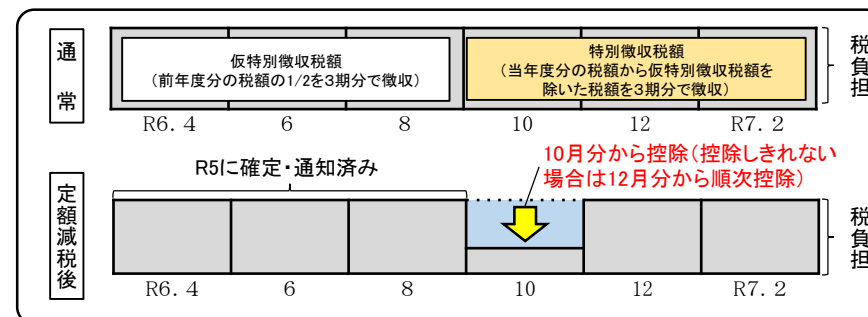 通常
仮特別徴収税額
（前年度分の税額の1/2を3期分で徴収）
特別徴収税額
（当年度分の税額から仮特別徴収税額を
除いた税額を3期分で徴収）
税負担
R6.4 6 8 10 12 R7.2
R5に確定・通知済み
10月分から控除（控除しきれない
場合は12月分から順次控除）
定額減税後
税負担
R6.4 6 8 10 12 R7.2